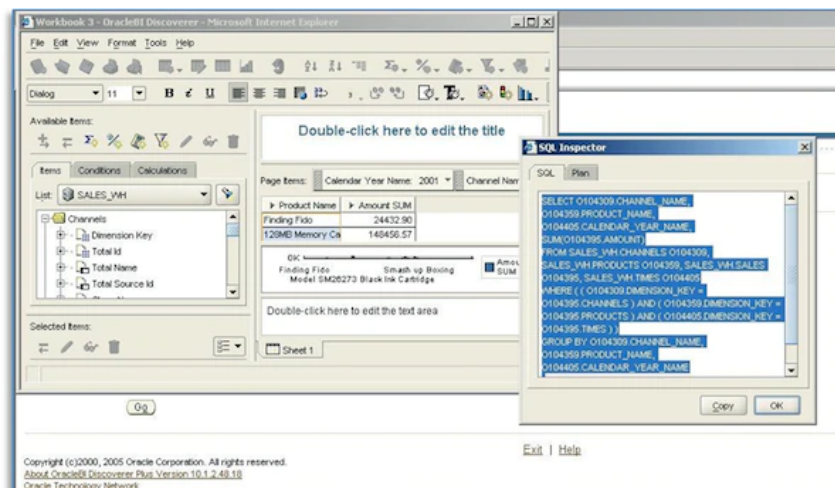 Workbook 3 - OracleBI Discoverer - Microsoft Internet Explorer
File Edit View Format Tools Help
Dialog 11 B i U
Available Items:
Items Conditions Calculations
List: SALES_WH
Channels
Dimension Key
Total Id
Total Name
Total Source Id
Selected Items:
Double-click here to edit the title
Page Items: Calendar Year Name: 2001 Channel Nam
Product Name Amount SUM
Finding Fido 24432.90
128MB Memory Ca 148456.57
0K
Finding Fido Smash up Boxing
Model SM26273 Black Ink Cartridge
Amou
SUM
Double-click here to edit the text area
Sheet 1
SQL Inspector
SQL Plan
SELECT O104309.CHANNEL_NAME,
O104359.PRODUCT_NAME,
O104405.CALENDAR_YEAR_NAME,
SUM(O104395.AMOUNT)
FROM SALES_WH.CHANNELS O104309,
SALES_WH.PRODUCTS O104359, SALES_WH.SALES
O104395, SALES_WH.TIMES O104405
WHERE ( ( O104309.DIMENSION_KEY =
O104395.CHANNELS ) AND ( O104359.DIMENSION_KEY =
O104395.PRODUCTS ) AND ( O104405.DIMENSION_KEY =
O104395.TIMES ) )
GROUP BY O104309.CHANNEL_NAME,
O104359.PRODUCT_NAME,
O104405.CALENDAR_YEAR_NAME
Copy OK
Go
Exit | Help
Copyright (c)2000, 2005 Oracle Corporation. All rights reserved.
About OracleBI Discoverer Plus Version 10.1.2.48.18
Oracle Technology Network